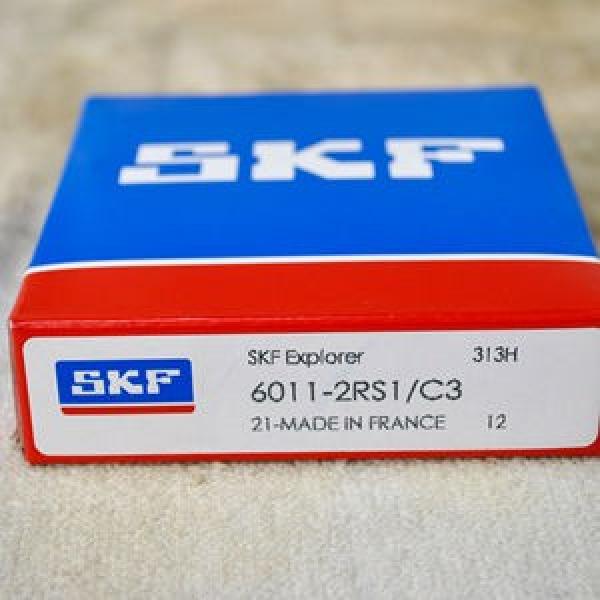 SKF
SKF
SKF Explorer 313H
6011-2RS1/C3
21-MADE IN FRANCE 12